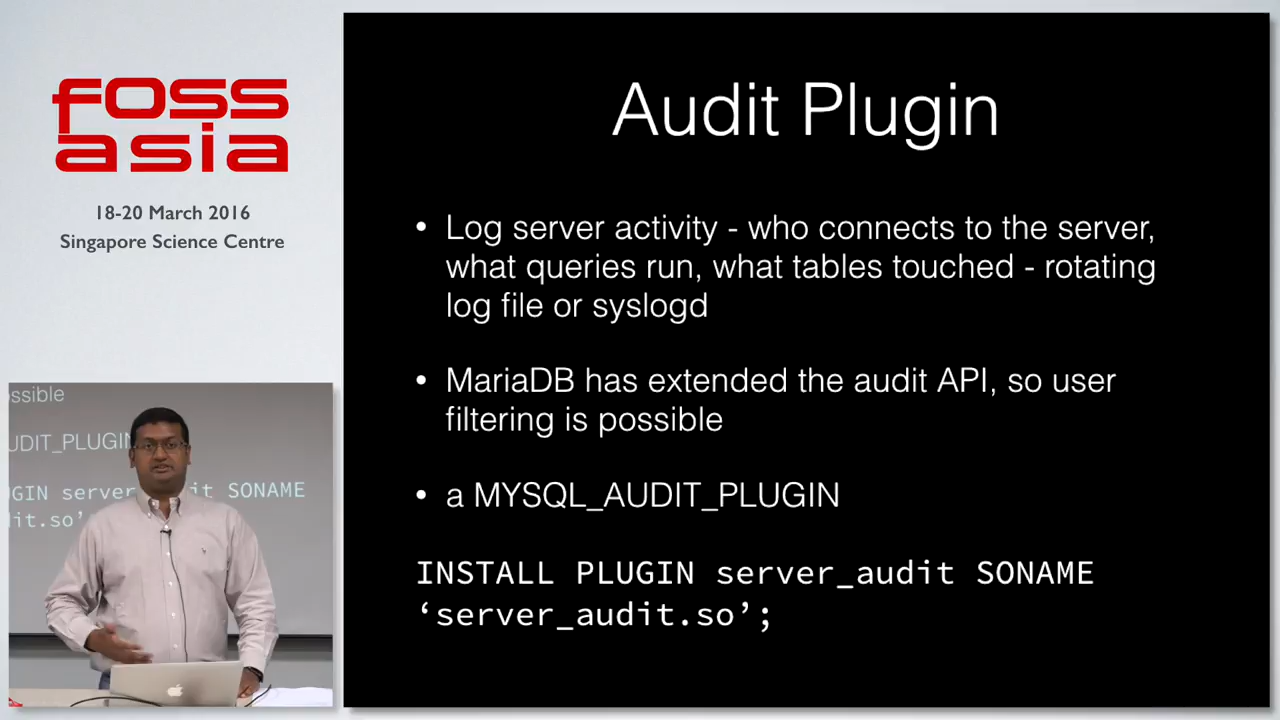 foss
asia
18-20 March 2016
Singapore Science Centre
Audit Plugin
• Log server activity - who connects to the server,
what queries run, what tables touched - rotating
log file or syslogd
• MariaDB has extended the audit API, so user
filtering is possible
• a MYSQL_AUDIT_PLUGIN
INSTALL PLUGIN server_audit SONAME
‘server_audit.so’;
ssible
UDIT_PLUGIN
GIN server it SONAME
dit.so’